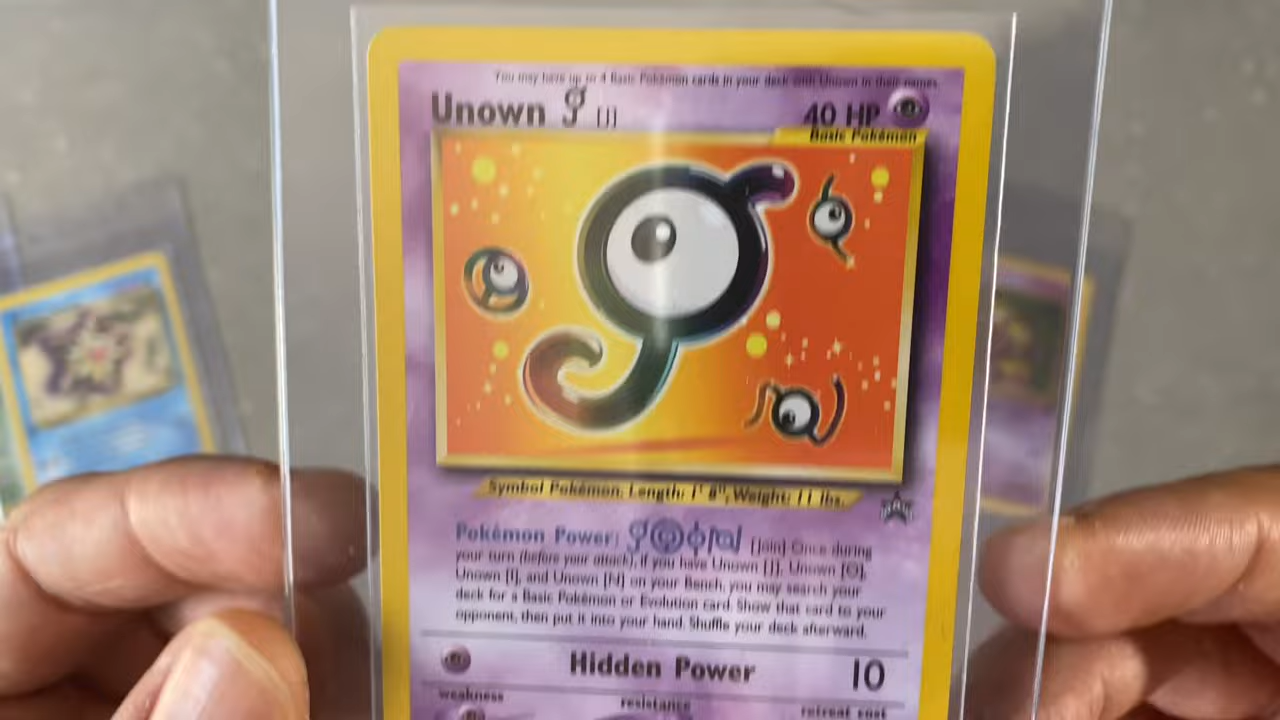 You may have up to 4 Basic Pokémon cards in your deck with Unown in their names.
Unown J [J] 40 HP
Basic Pokémon
Symbol Pokémon. Length: 1' 8", Weight: 11 lbs.
PROMO
Pokémon Power: JOIN [Join] Once during
your turn (before your attack), if you have Unown [J], Unown [O],
Unown [I], and Unown [N] on your Bench, you may search your
deck for a Basic Pokémon or Evolution card. Show that card to your
opponent, then put it into your hand. Shuffle your deck afterward.
Hidden Power 10
weakness resistance retreat cost